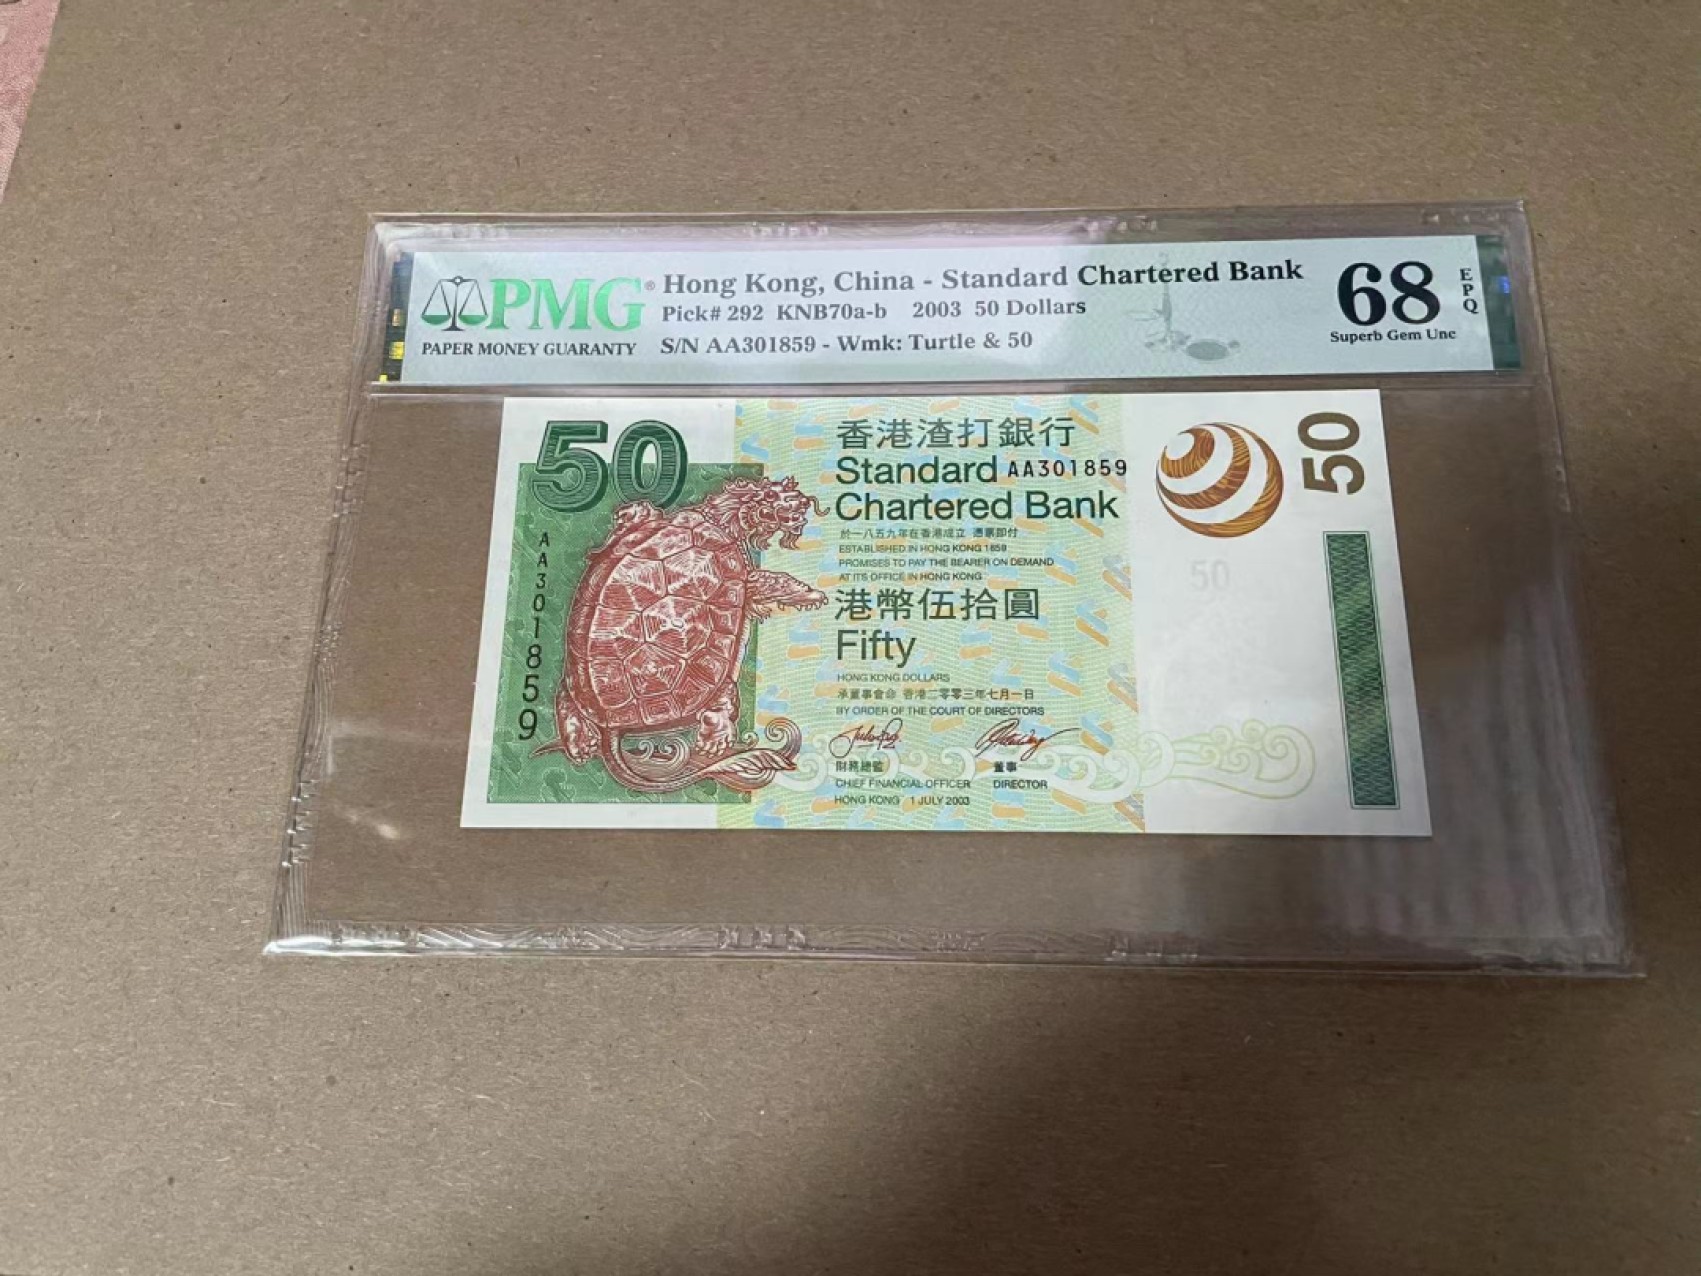 PMG®
PAPER MONEY GUARANTY
Hong Kong, China - Standard Chartered Bank
Pick# 292 KNB70a-b 2003 50 Dollars
S/N AA301859 - Wmk: Turtle & 50
68
EPQ
Superb Gem Unc
50
香港渣打銀行
Standard AA301859
Chartered Bank
於一八五九年在香港成立 憑票即付
ESTABLISHED IN HONG KONG 1859
PROMISES TO PAY THE BEARER ON DEMAND
AT ITS OFFICE IN HONG KONG
港幣伍拾圓
Fifty
HONG KONG DOLLARS
承董事會命 香港二零零三年七月一日
BY ORDER OF THE COURT OF DIRECTORS
財務總監 董事
CHIEF FINANCIAL OFFICER DIRECTOR
HONG KONG 1 JULY 2003
AA301859
50
50